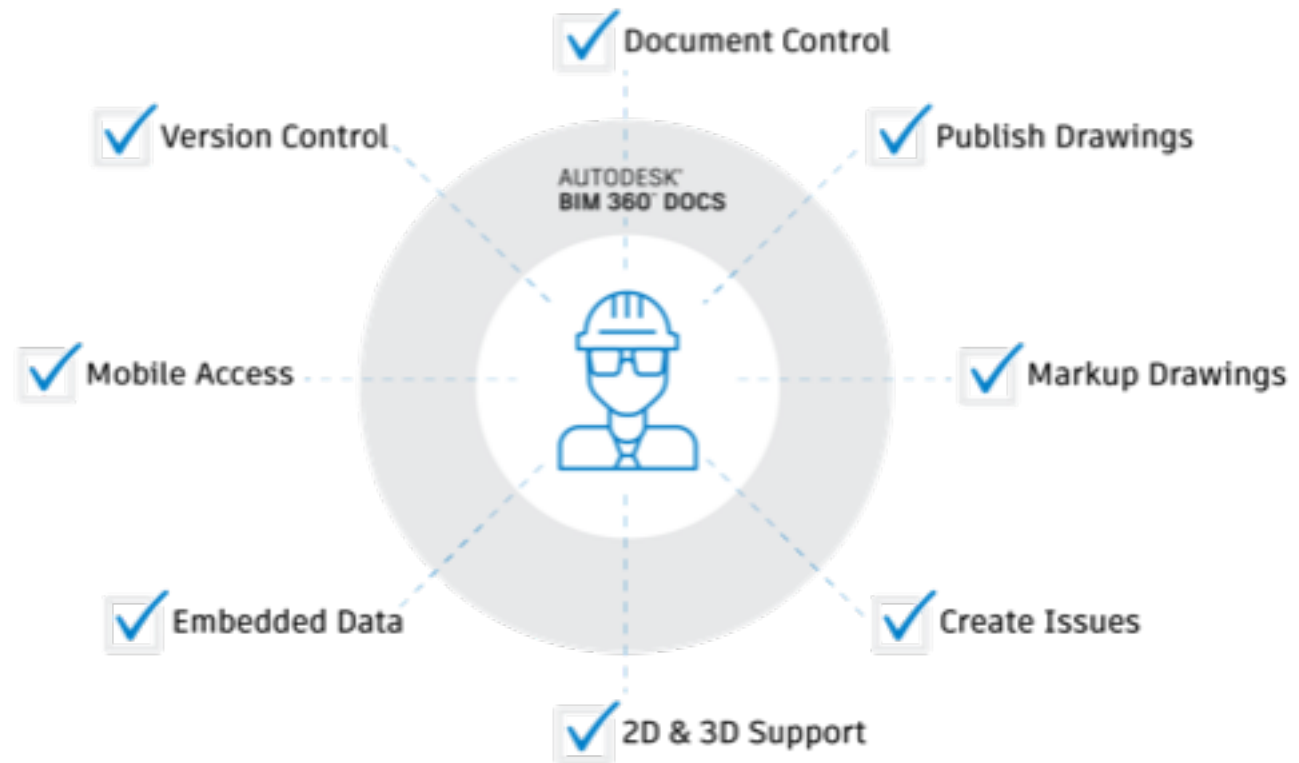 Document Control
Version Control
Publish Drawings
AUTODESK®
BIM 360™ DOCS
Mobile Access
Markup Drawings
Embedded Data
Create Issues
2D & 3D Support